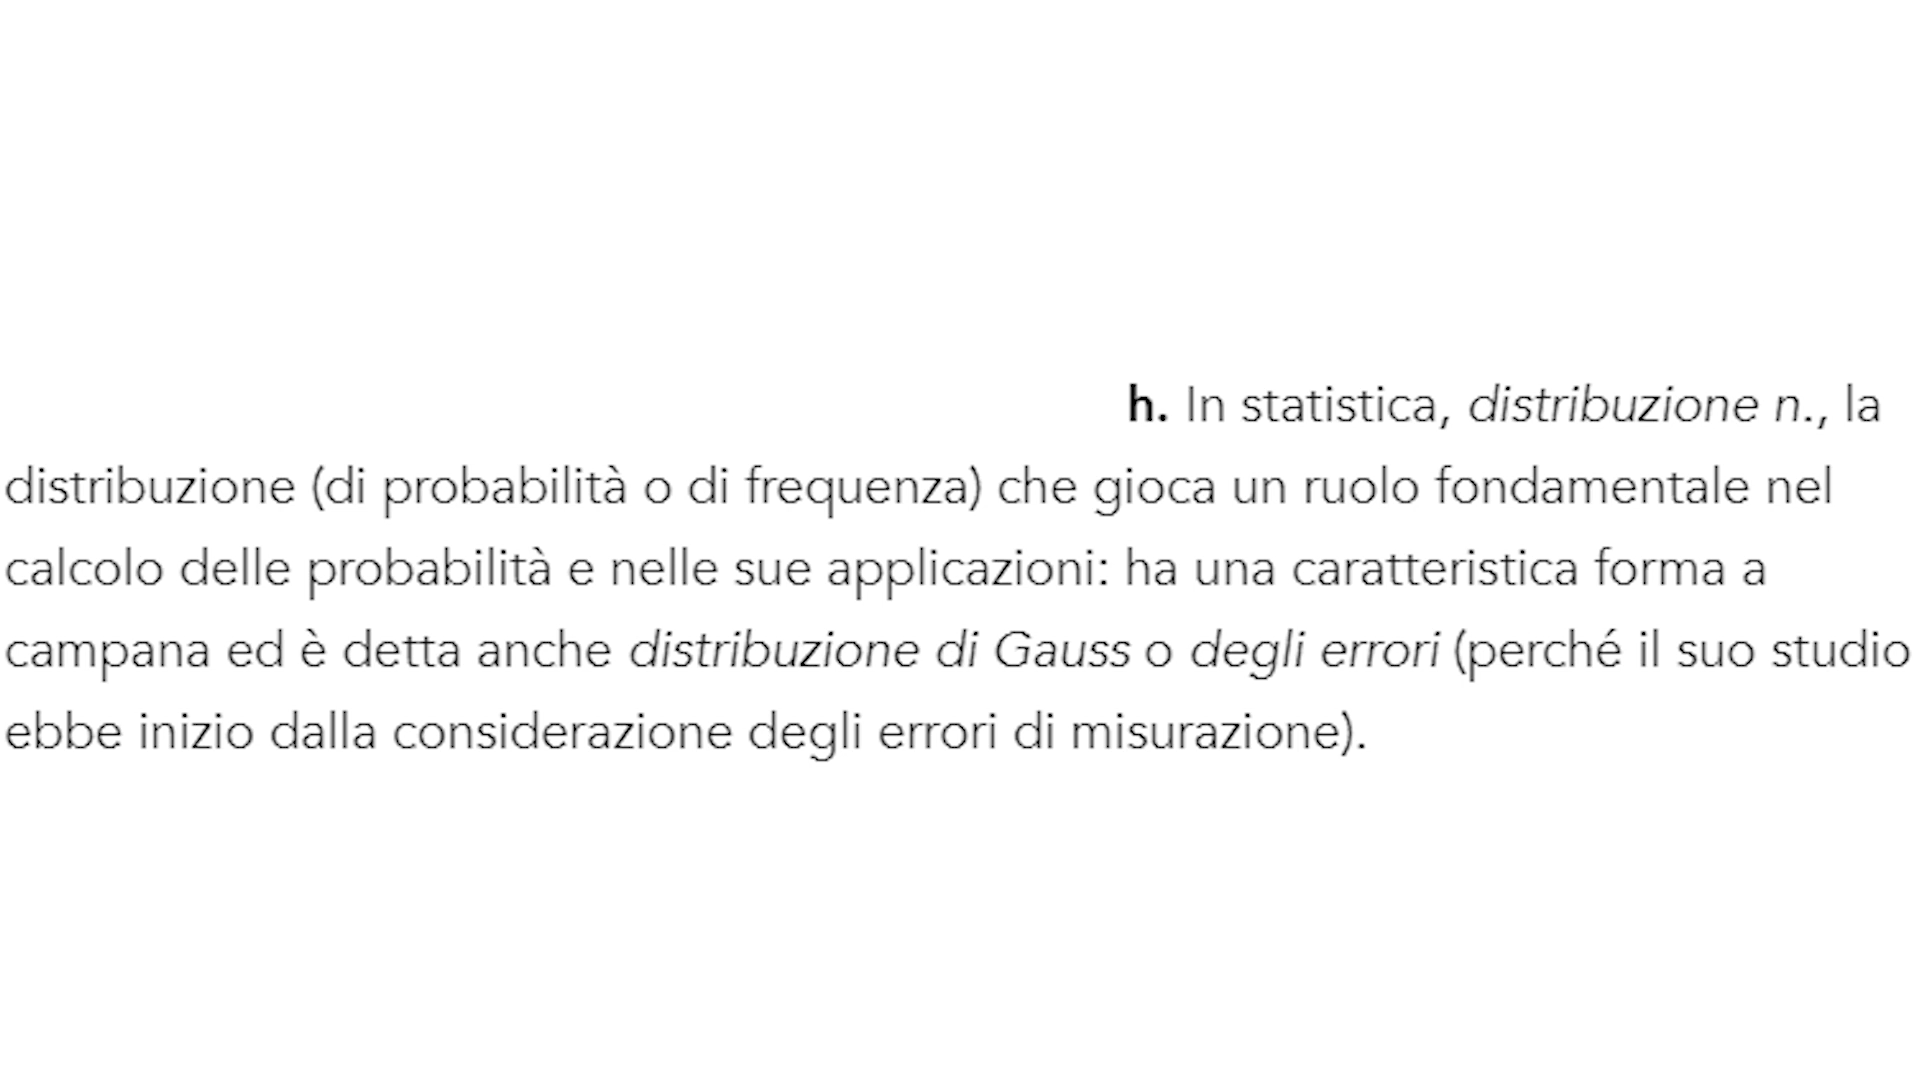 h. In statistica, distribuzione n., la
distribuzione (di probabilità o di frequenza) che gioca un ruolo fondamentale nel
calcolo delle probabilità e nelle sue applicazioni: ha una caratteristica forma a
campana ed è detta anche distribuzione di Gauss o degli errori (perché il suo studio
ebbe inizio dalla considerazione degli errori di misurazione).